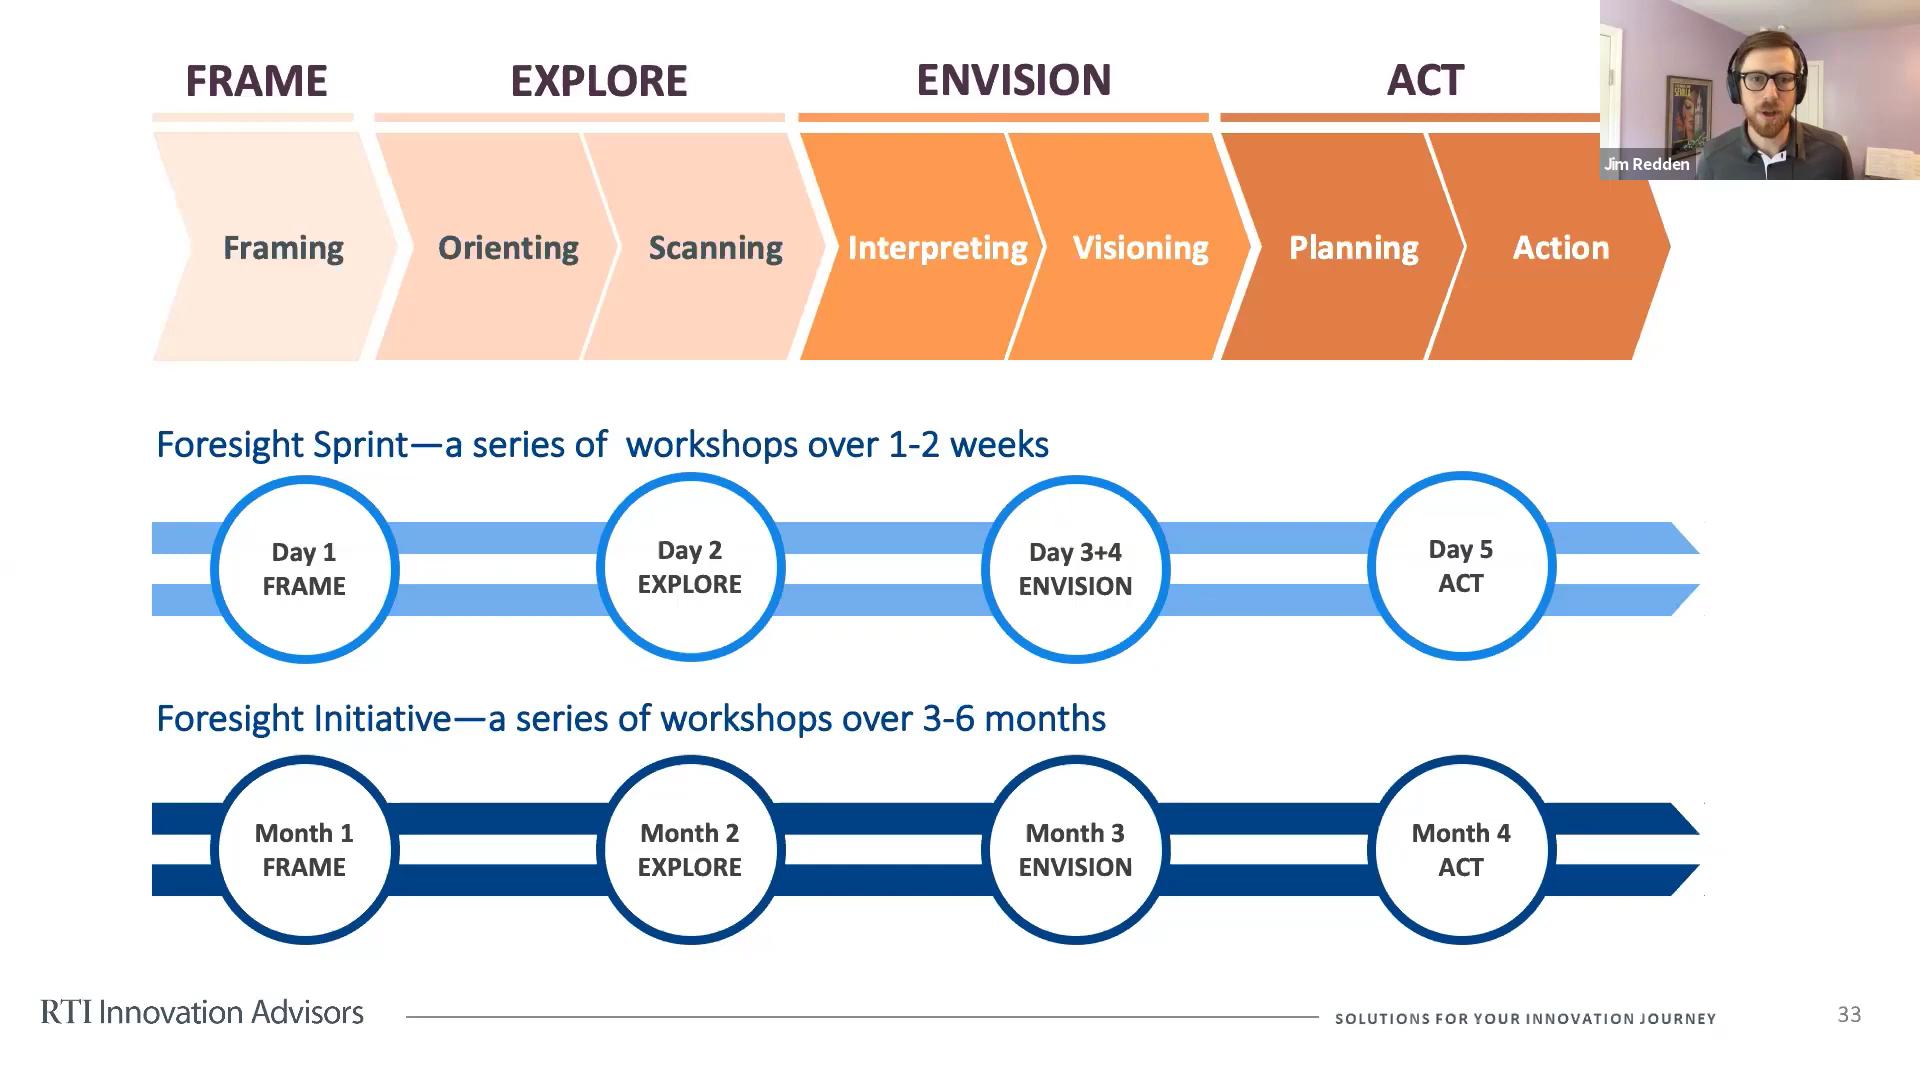 FRAME EXPLORE ENVISION ACT
Jim Redden
Framing Orienting Scanning Interpreting Visioning Planning Action
Foresight Sprint—a series of  workshops over 1-2 weeks
Day 1
FRAME
Day 2
EXPLORE
Day 3+4
ENVISION
Day 5
ACT
Foresight Initiative—a series of workshops over 3-6 months
Month 1
FRAME
Month 2
EXPLORE
Month 3
ENVISION
Month 4
ACT
RTI Innovation Advisors
SOLUTIONS FOR YOUR INNOVATION JOURNEY
33